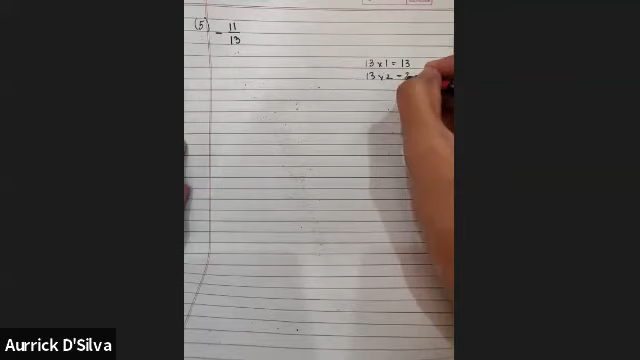 (5) - 11/13
13 x 1 = 13
13 x 2 =
Aurrick D'Silva